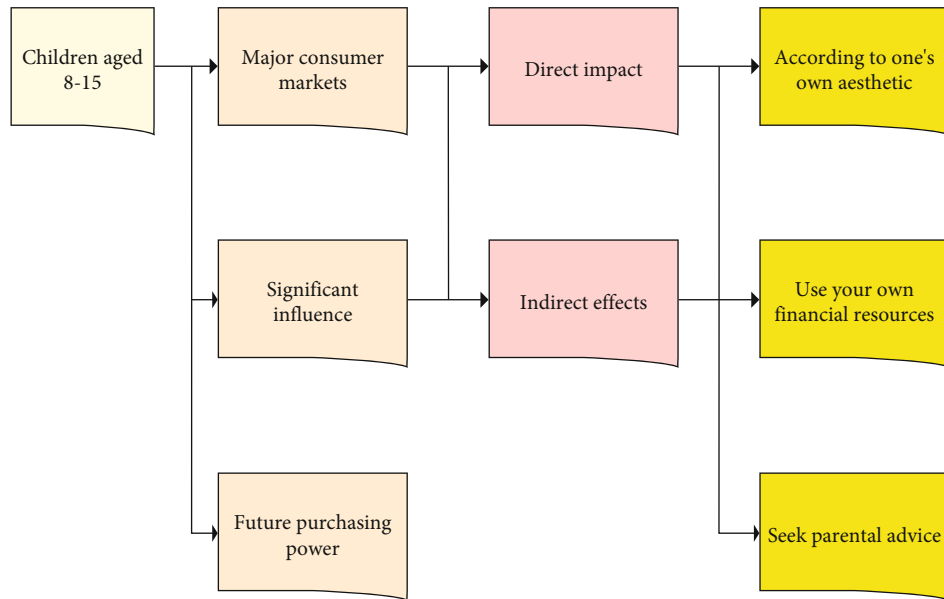 Children aged
8-15
Major consumer
markets
Direct impact
According to one's
own aesthetic
Significant
influence
Indirect effects
Use your own
financial resources
Future purchasing
power
Seek parental advice